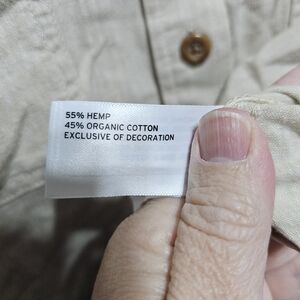 55% HEMP
45% ORGANIC COTTON
EXCLUSIVE OF DECORATION